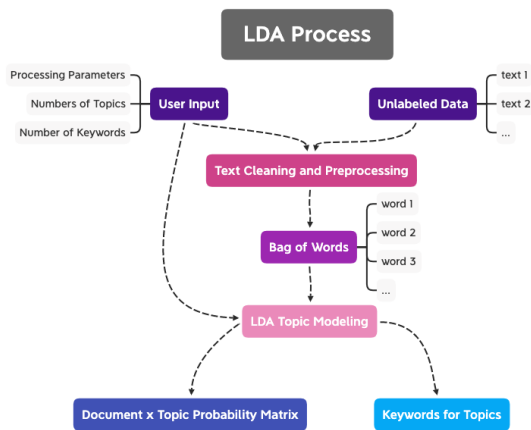 LDA Process
Processing Parameters
Numbers of Topics
Number of Keywords
User Input
Unlabeled Data
text 1
text 2
...
Text Cleaning and Preprocessing
Bag of Words
word 1
word 2
word 3
...
LDA Topic Modeling
Document x Topic Probability Matrix
Keywords for Topics